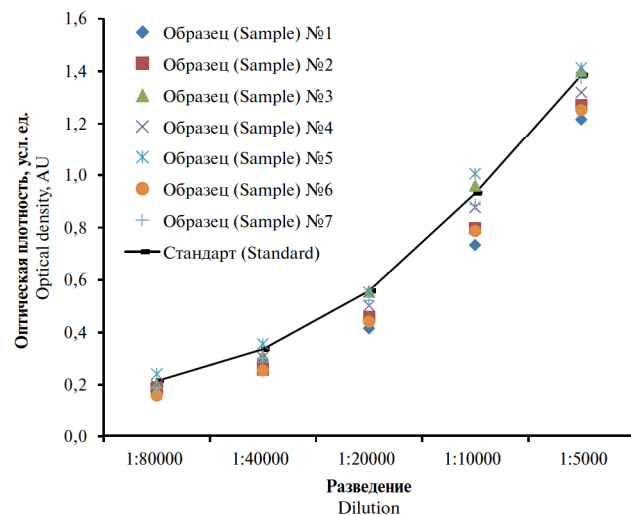 Оптическая плотность, усл. ед.
Optical density, AU
1,6
1,4
1,2
1,0
0,8
0,6
0,4
0,2
0,0
Образец (Sample) №1
Образец (Sample) №2
Образец (Sample) №3
Образец (Sample) №4
Образец (Sample) №5
Образец (Sample) №6
Образец (Sample) №7
Стандарт (Standard)
1:80000 1:40000 1:20000 1:10000 1:5000
Разведение
Dilution